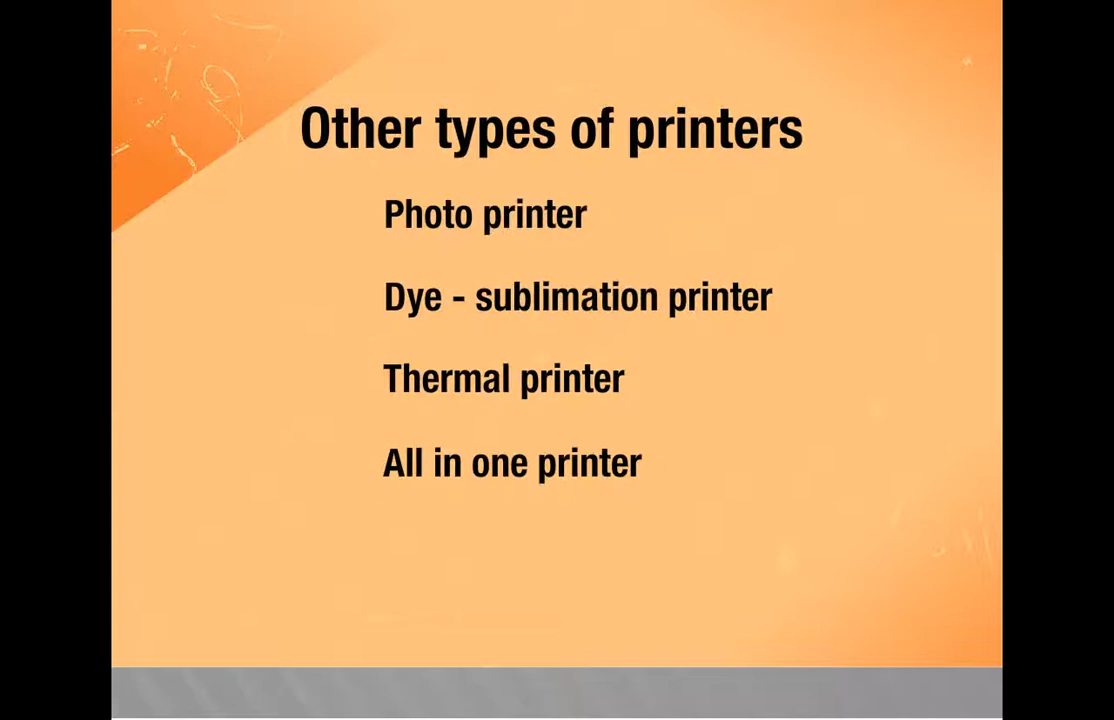 Other types of printers
Photo printer
Dye - sublimation printer
Thermal printer
All in one printer